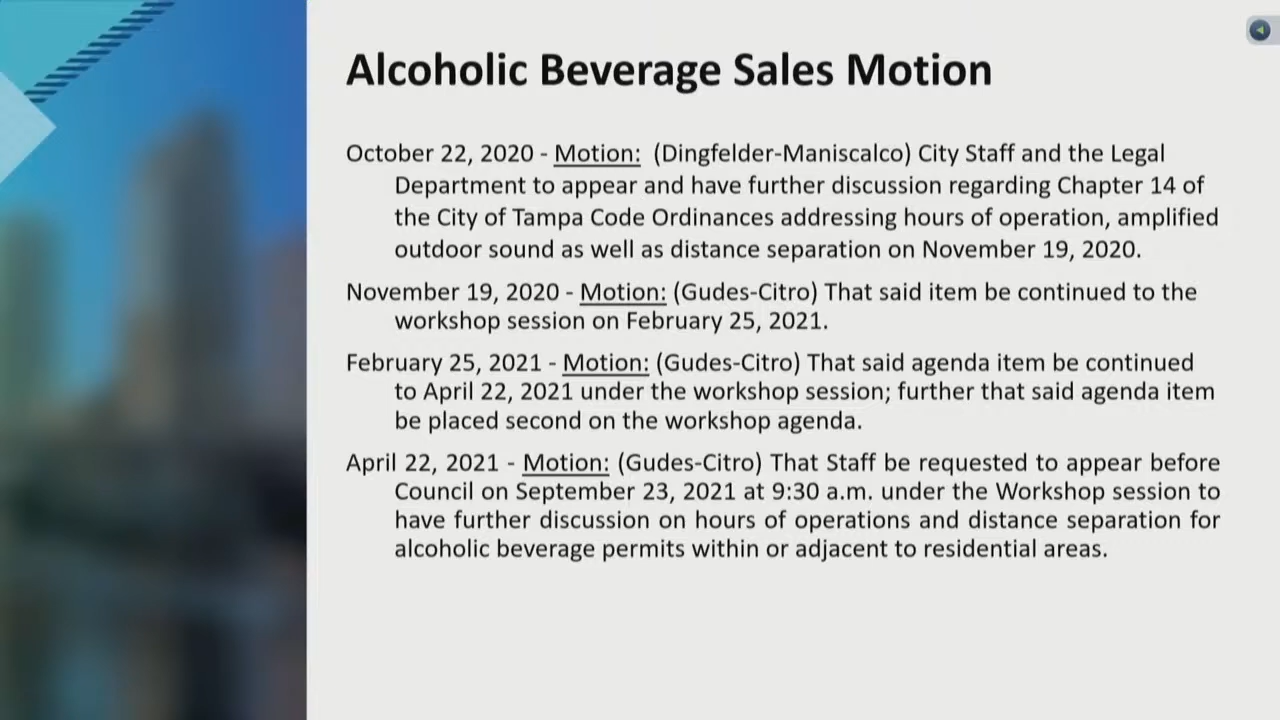 Alcoholic Beverage Sales Motion
October 22, 2020 - Motion: (Dingfelder-Maniscalco) City Staff and the Legal
Department to appear and have further discussion regarding Chapter 14 of
the City of Tampa Code Ordinances addressing hours of operation, amplified
outdoor sound as well as distance separation on November 19, 2020.
November 19, 2020 - Motion: (Gudes-Citro) That said item be continued to the
workshop session on February 25, 2021.
February 25, 2021 - Motion: (Gudes-Citro) That said agenda item be continued
to April 22, 2021 under the workshop session; further that said agenda item
be placed second on the workshop agenda.
April 22, 2021 - Motion: (Gudes-Citro) That Staff be requested to appear before
Council on September 23, 2021 at 9:30 a.m. under the Workshop session to
have further discussion on hours of operations and distance separation for
alcoholic beverage permits within or adjacent to residential areas.